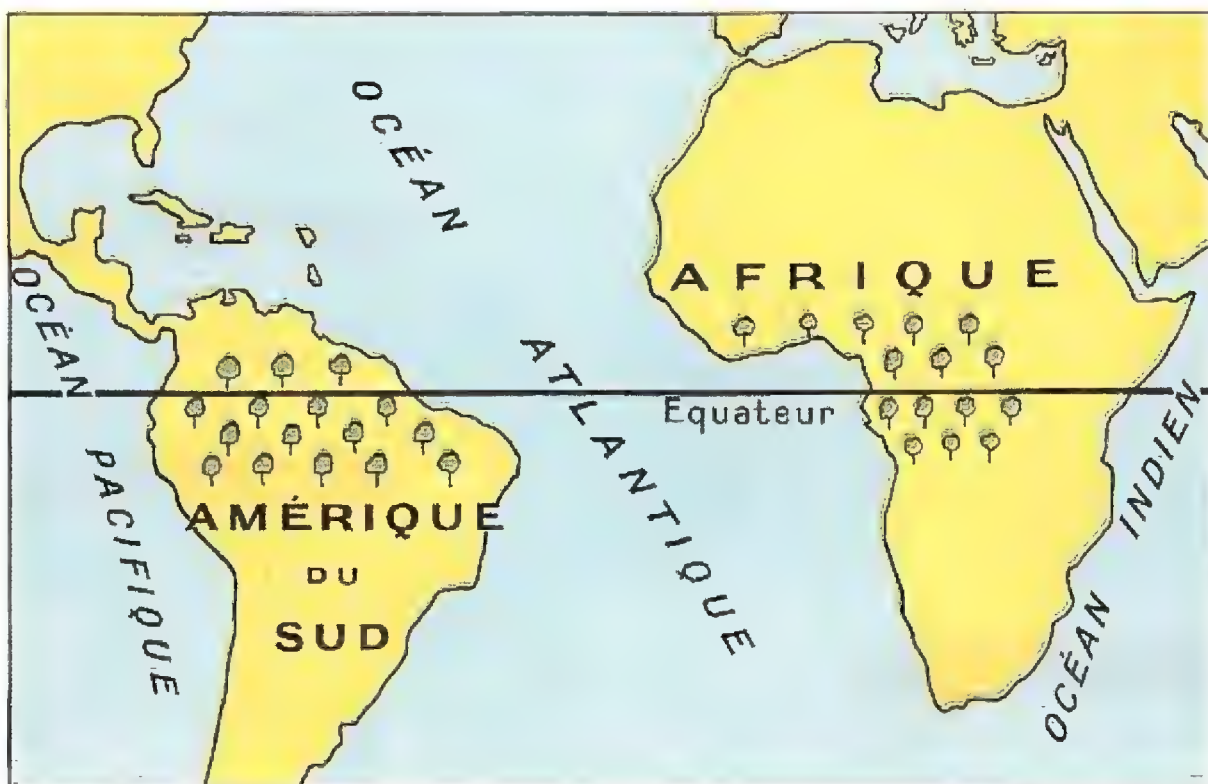 OCÉAN
ATLANTIQUE
OCÉAN
PACIFIQUE
AFRIQUE
Equateur
AMÉRIQUE
DU
SUD
OCÉAN
INDIEN